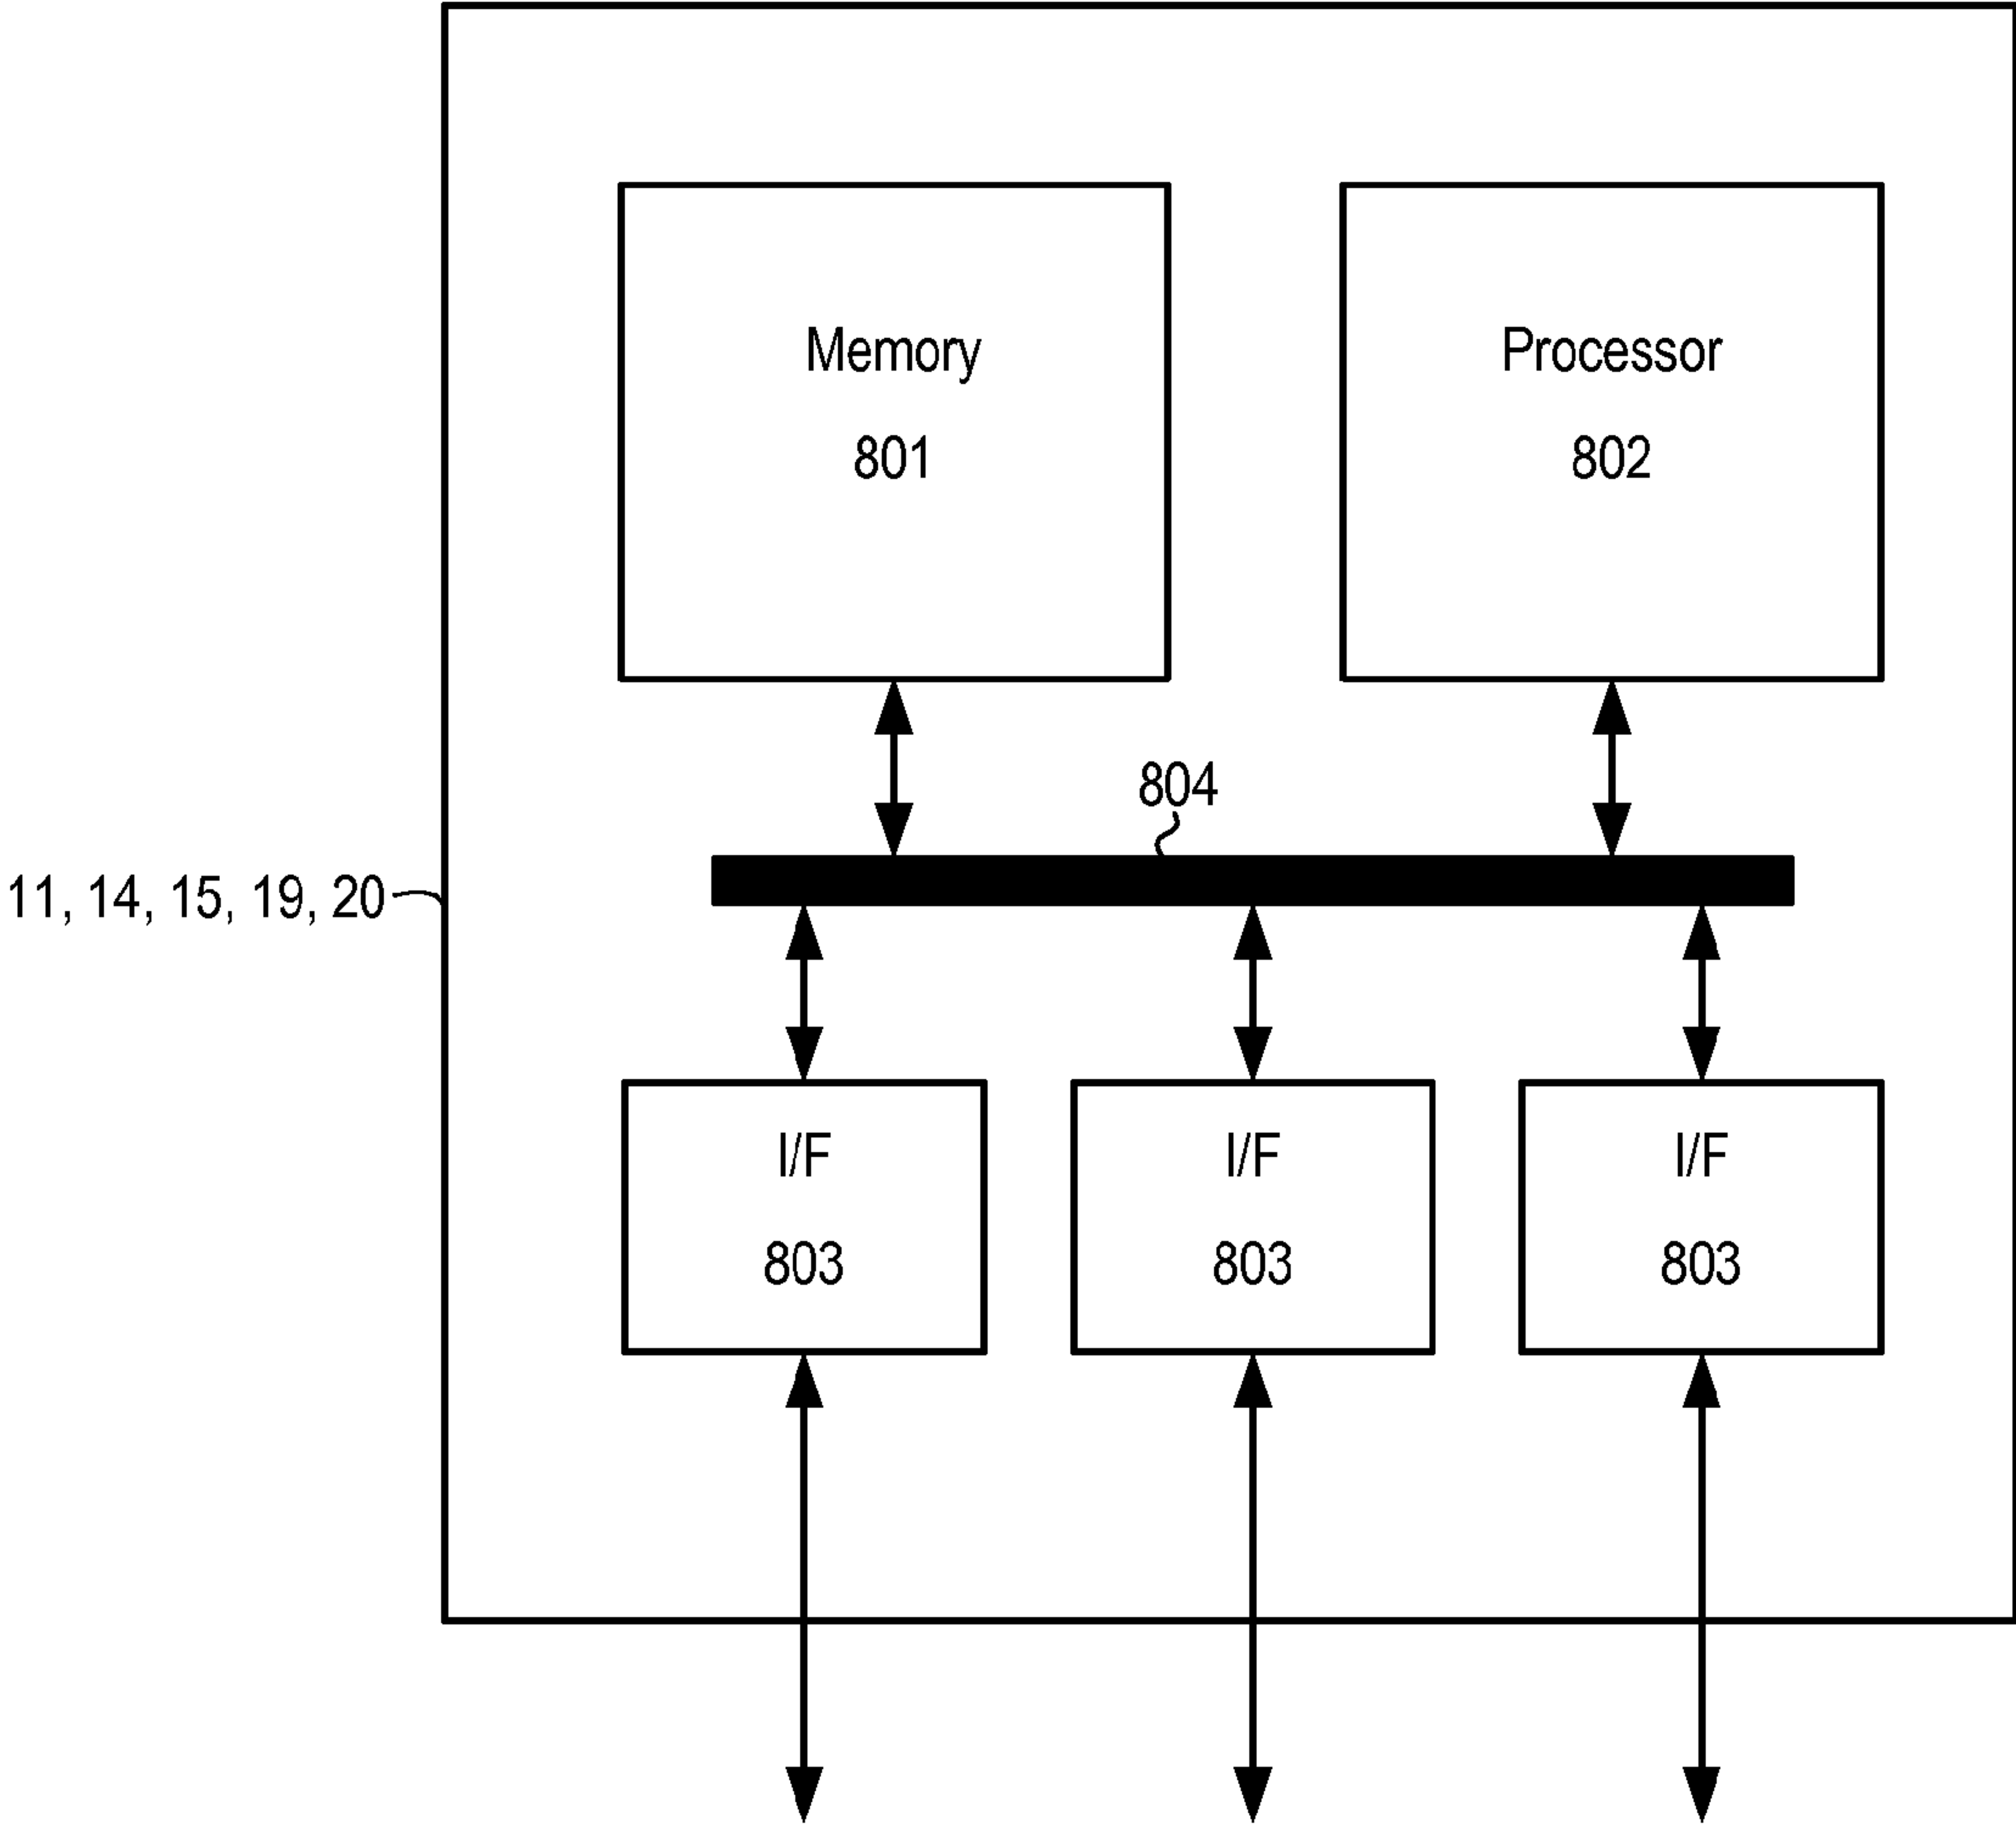 Memory
801
Processor
802
804
11, 14, 15, 19, 20
I/F
803
I/F
803
I/F
803